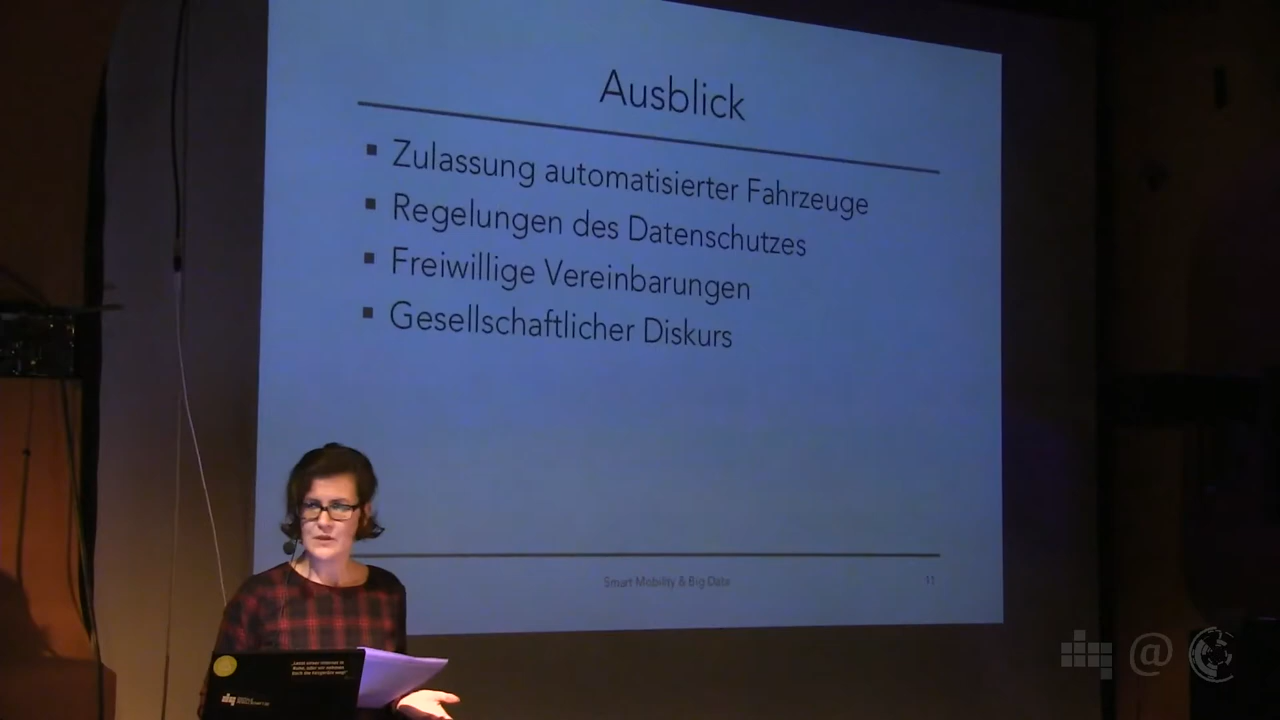 Ausblick
Zulassung automatisierter Fahrzeuge
Regelungen des Datenschutzes
Freiwillige Vereinbarungen
Gesellschaftlicher Diskurs
Smart Mobility & Big Data 11
@